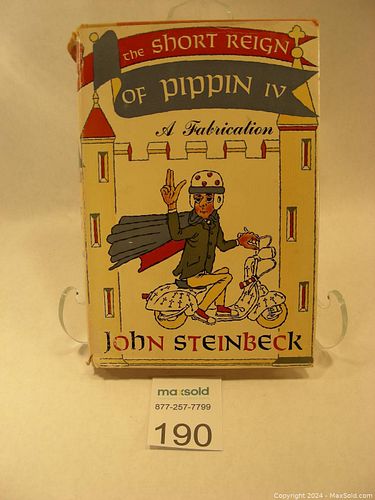 the SHORT REIGN
OF PIPPIN IV
A Fabrication
JOHN STEINBECK
maxsold
877-257-7799
190
Copyright 2024 - MaxSold.com